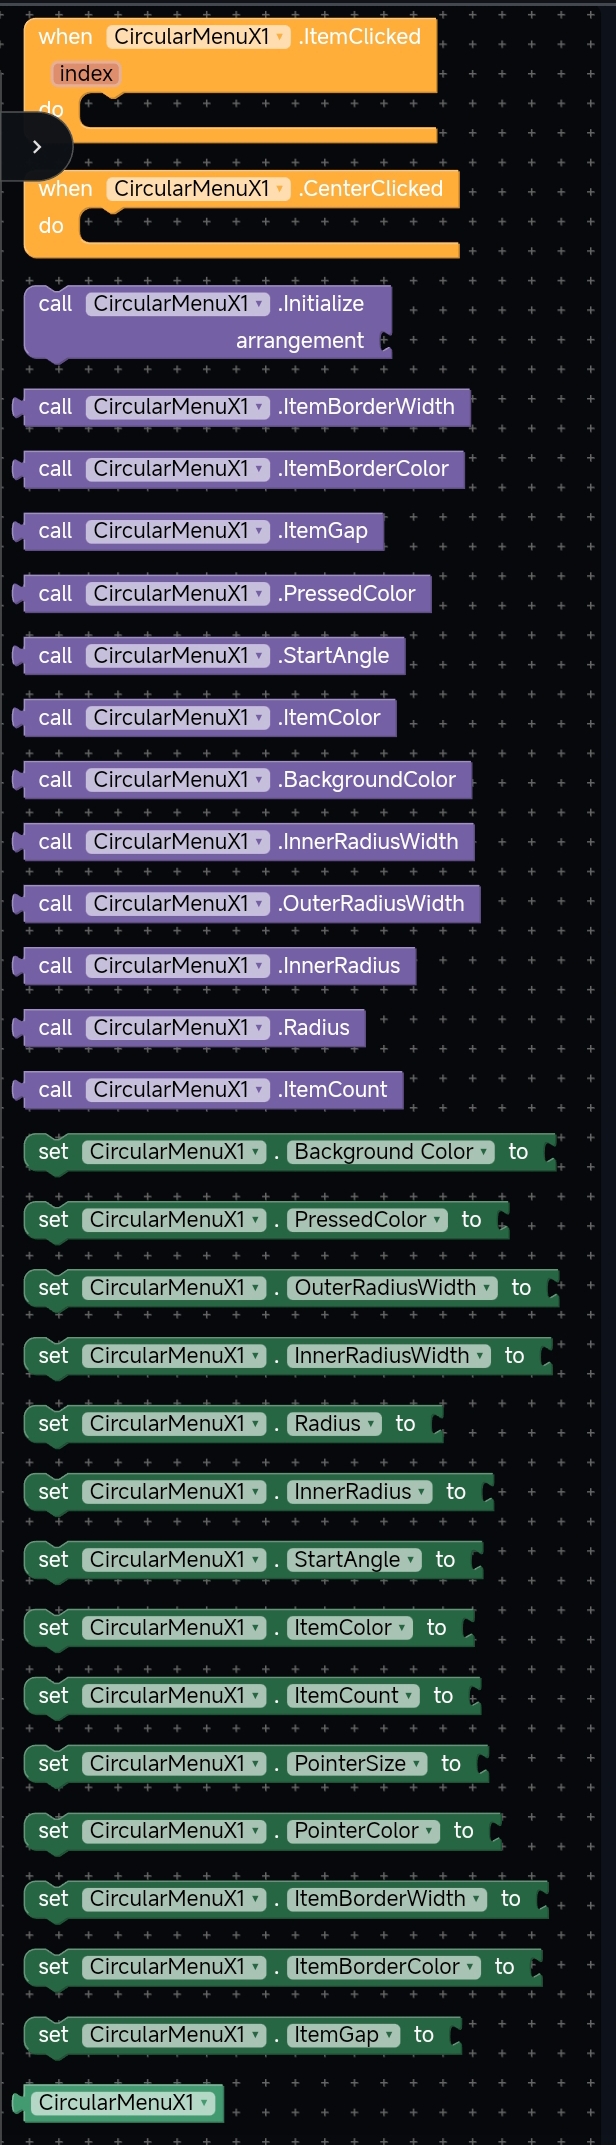 when CircularMenuX1 .ItemClicked
index
do
when CircularMenuX1 .CenterClicked
do
call CircularMenuX1 .Initialize
arrangement
call CircularMenuX1 .ItemBorderWidth
call CircularMenuX1 .ItemBorderColor
call CircularMenuX1 .ItemGap
call CircularMenuX1 .PressedColor
call CircularMenuX1 .StartAngle
call CircularMenuX1 .ItemColor
call CircularMenuX1 .BackgroundColor
call CircularMenuX1 .InnerRadiusWidth
call CircularMenuX1 .OuterRadiusWidth
call CircularMenuX1 .InnerRadius
call CircularMenuX1 .Radius
call CircularMenuX1 .ItemCount
set CircularMenuX1 . Background Color to
set CircularMenuX1 . PressedColor to
set CircularMenuX1 . OuterRadiusWidth to
set CircularMenuX1 . InnerRadiusWidth to
set CircularMenuX1 . Radius to
set CircularMenuX1 . InnerRadius to
set CircularMenuX1 . StartAngle to
set CircularMenuX1 . ItemColor to
set CircularMenuX1 . ItemCount to
set CircularMenuX1 . PointerSize to
set CircularMenuX1 . PointerColor to
set CircularMenuX1 . ItemBorderWidth to
set CircularMenuX1 . ItemBorderColor to
set CircularMenuX1 . ItemGap to
CircularMenuX1